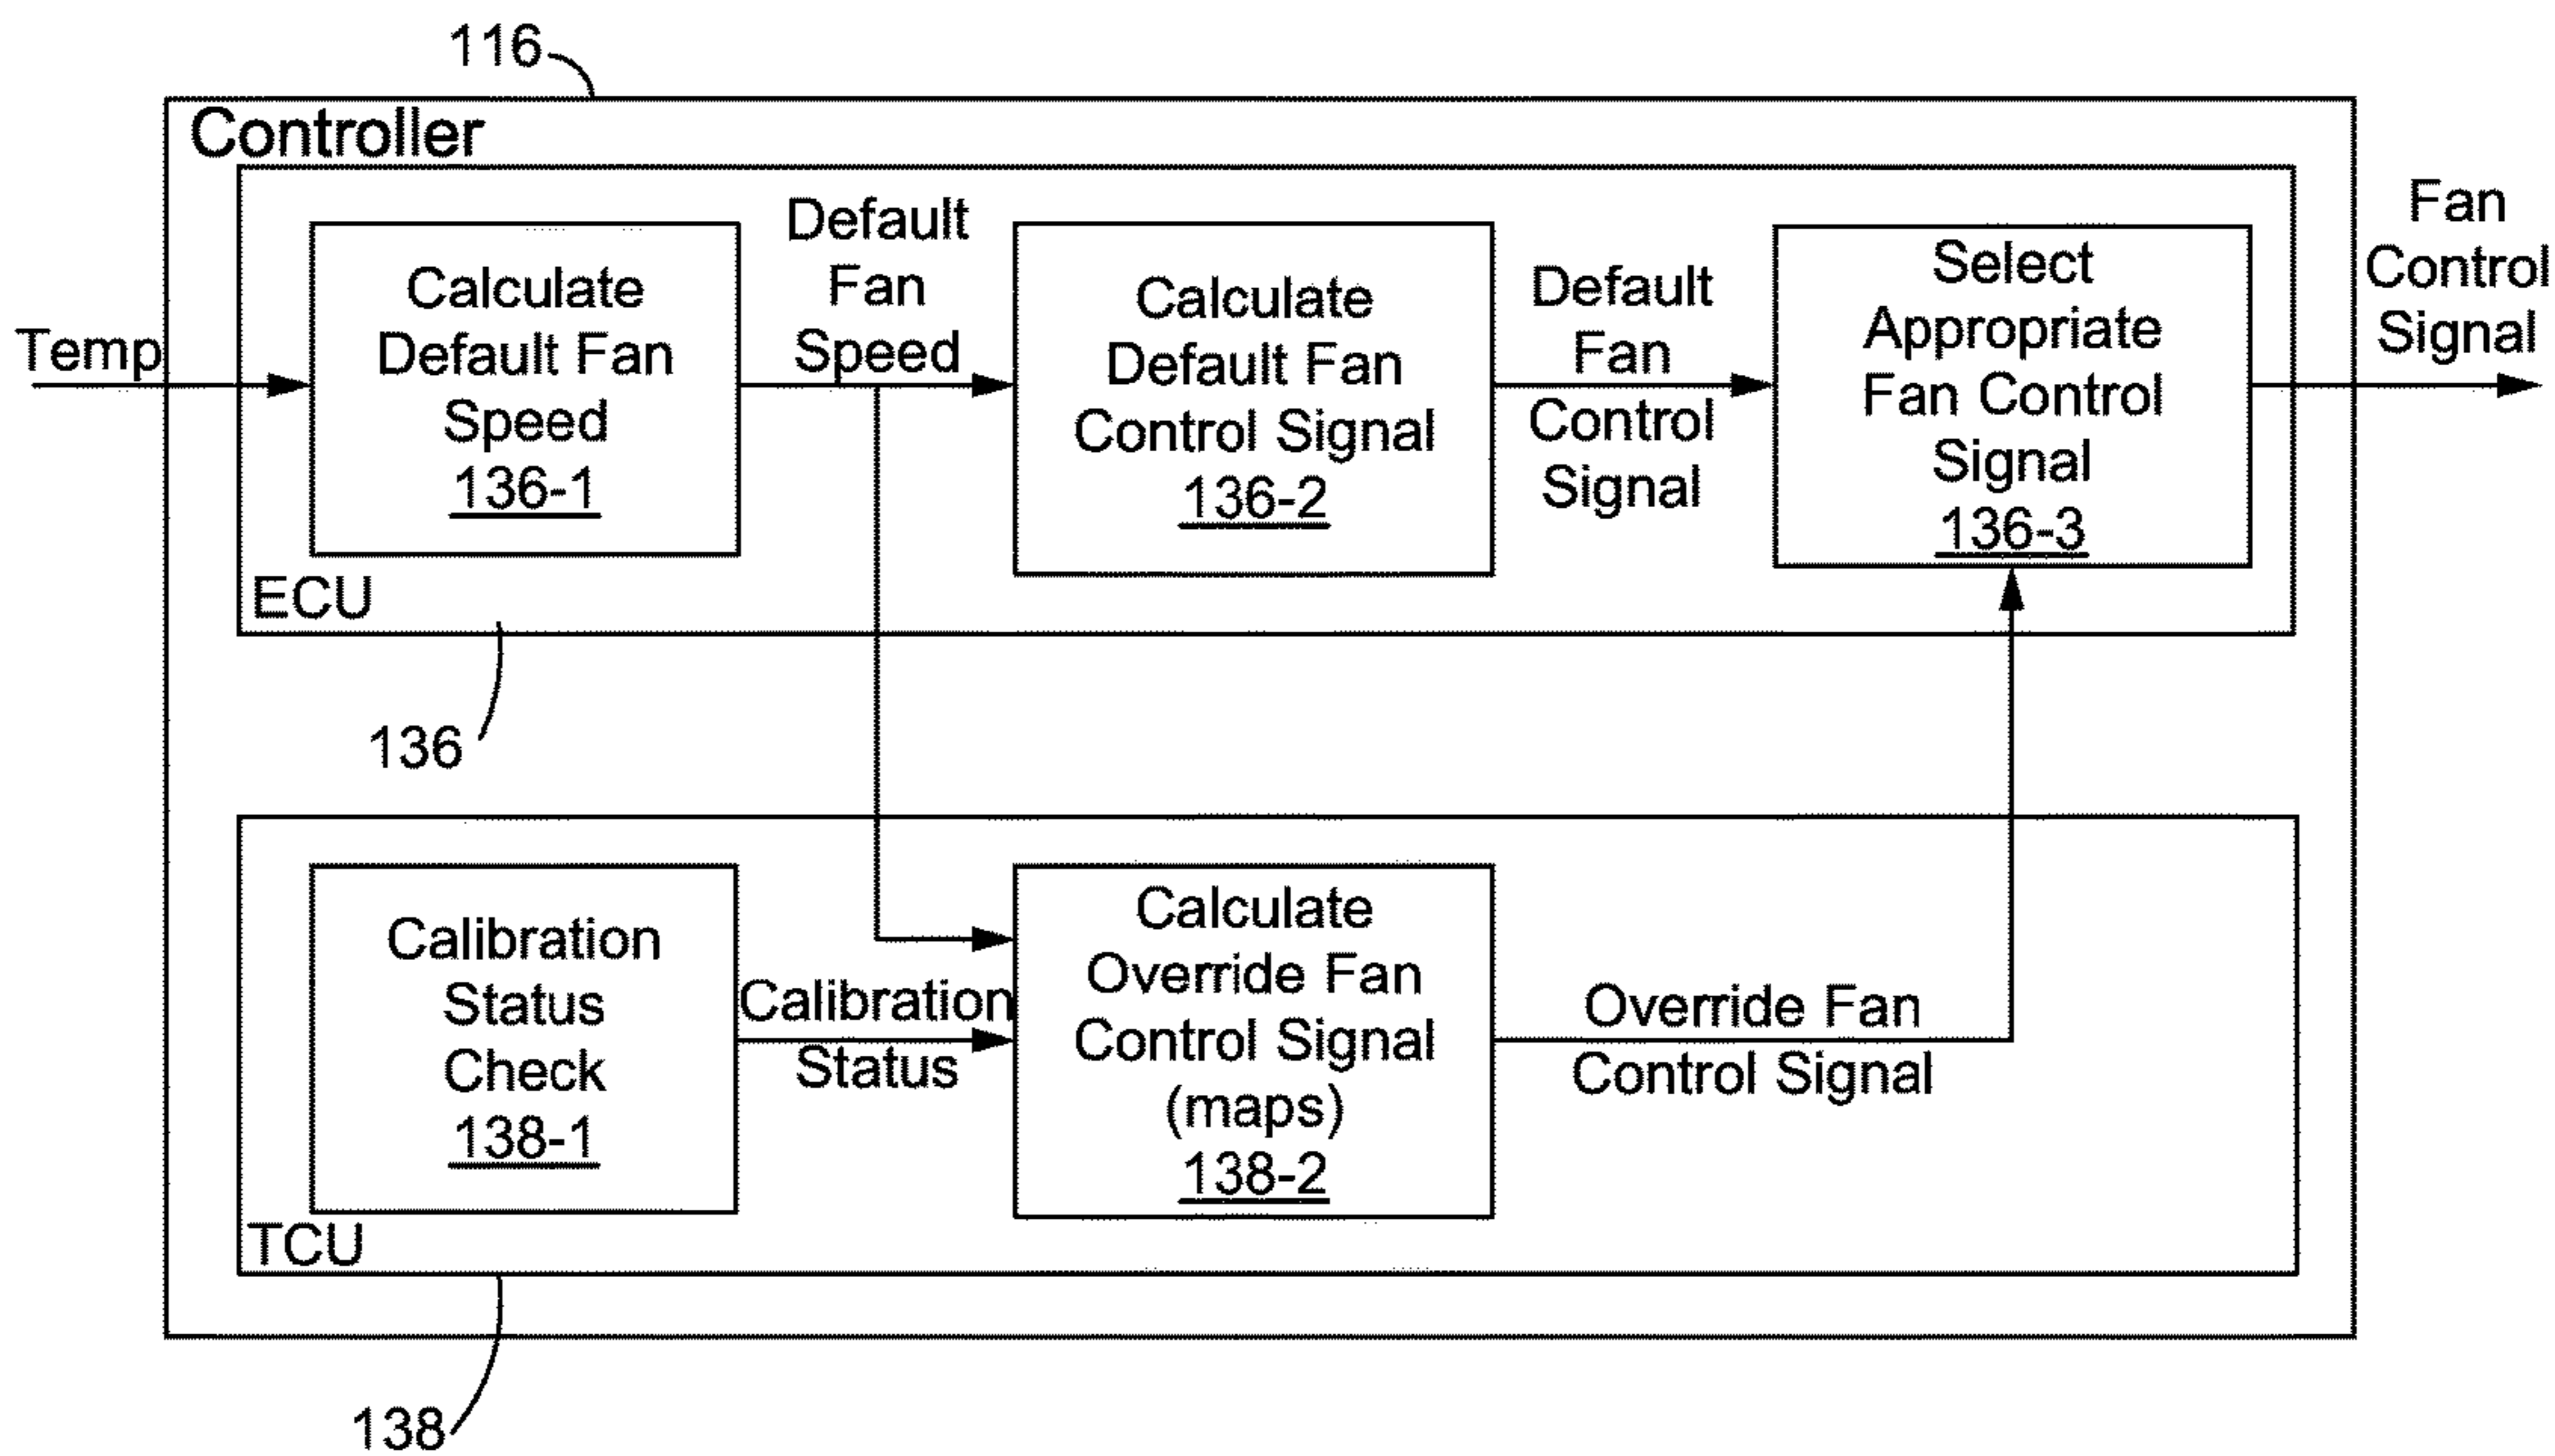 116
Controller
Temp
Calculate
Default Fan
Speed
136-1
Default
Fan
Speed
Calculate
Default Fan
Control Signal
136-2
Default
Fan
Control
Signal
Select
Appropriate
Fan Control
Signal
136-3
Fan
Control
Signal
ECU
136
Calibration
Status
Check
138-1
Calibration
Status
Calculate
Override Fan
Control Signal
(maps)
138-2
Override Fan
Control Signal
TCU
138